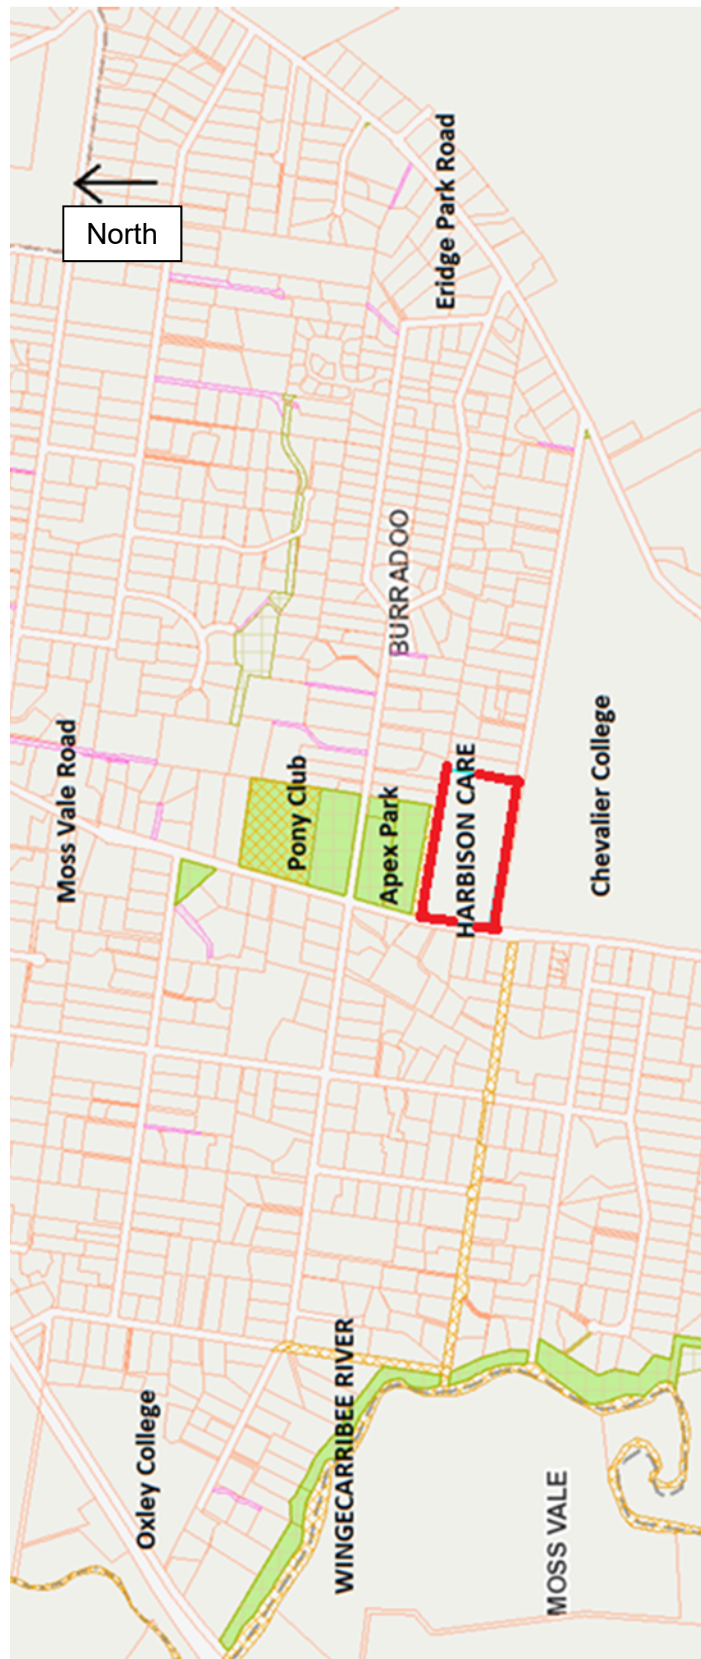 North
Eridge Park Road
BURRADOO
Moss Vale Road
Pony Club
Apex Park
HARBISON CARE
Chevalier College
Oxley College
WINGECARRIBEE RIVER
MOSS VALE